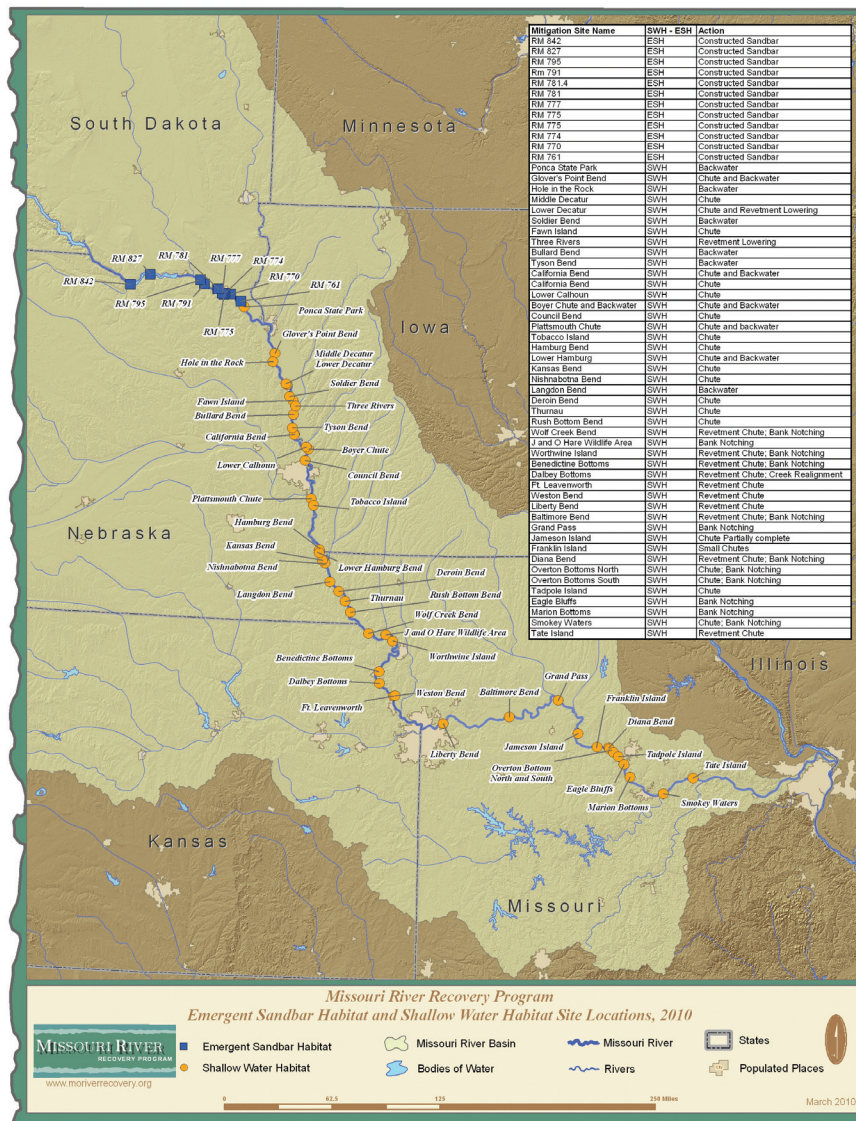 Mitigation Site Name SWH - ESH Action
RM 842 ESH Constructed Sandbar
RM 827 ESH Constructed Sandbar
RM 795 ESH Constructed Sandbar
Rm 791 ESH Constructed Sandbar
RM 781.4 ESH Constructed Sandbar
RM 781 ESH Constructed Sandbar
RM 777 ESH Constructed Sandbar
RM 775 ESH Constructed Sandbar
RM 775 ESH Constructed Sandbar
RM 774 ESH Constructed Sandbar
RM 770 ESH Constructed Sandbar
RM 761 ESH Constructed Sandbar
Ponca State Park SWH Backwater
Glover's Point Bend SWH Chute and Backwater
Hole in the Rock SWH Backwater
Middle Decatur SWH Chute
Lower Decatur SWH Chute and Revetment Lowering
Soldier Bend SWH Backwater
Fawn Island SWH Chute
Three Rivers SWH Revetment Lowering
Bullard Bend SWH Backwater
Tyson Bend SWH Backwater
California Bend SWH Chute and Backwater
California Bend SWH Chute
Lower Calhoun SWH Chute
Boyer Chute and Backwater SWH Chute and Backwater
Council Bend SWH Chute
Plattsmouth Chute SWH Chute and backwater
Tobacco Island SWH Chute
Hamburg Bend SWH Chute
Lower Hamburg SWH Chute and Backwater
Kansas Bend SWH Chute
Nishnabotna Bend SWH Chute
Langdon Bend SWH Backwater
Deroin Bend SWH Chute
Thurnau SWH Chute
Rush Bottom Bend SWH Chute
Wolf Creek Bend SWH Revetment Chute; Bank Notching
J and O Hare Wildlife Area SWH Bank Notching
Worthwine Island SWH Revetment Chute; Bank Notching
Benedictine Bottoms SWH Revetment Chute; Bank Notching
Dalbey Bottoms SWH Revetment Chute; Creek Realignment
Ft. Leavenworth SWH Revetment Chute
Weston Bend SWH Revetment Chute
Liberty Bend SWH Revetment Chute
Baltimore Bend SWH Revetment Chute; Bank Notching
Grand Pass SWH Bank Notching
Jameson Island SWH Chute Partially complete
Franklin Island SWH Small Chutes
Diana Bend SWH Revetment Chute; Bank Notching
Overton Bottoms North SWH Chute; Bank Notching
Overton Bottoms South SWH Chute; Bank Notching
Tadpole Island SWH Chute
Eagle Bluffs SWH Bank Notching
Marion Bottoms SWH Bank Notching
Smokey Waters SWH Chute; Bank Notching
Tate Island SWH Revetment Chute
South Dakota
Minnesota
RM 827
RM 781
RM 777
RM 774
RM 842
RM 770
RM 761
RM 795
RM 791
Ponca State Park
RM 775
Iowa
Glover's Point Bend
Middle Decatur
Hole in the Rock
Lower Decatur
Soldier Bend
Fawn Island
Three Rivers
Bullard Bend
Tyson Bend
California Bend
Boyer Chute
Lower Calhoun
Council Bend
Plattsmouth Chute
Tobacco Island
Hamburg Bend
Nebraska
Kansas Bend
Nishnabotna Bend
Lower Hamburg Bend
Deroin Bend
Langdon Bend
Thurnau
Rush Bottom Bend
Wolf Creek Bend
J and O Hare Wildlife Area
Worthwine Island
Benedictine Bottoms
Illinois
Dalbey Bottoms
Weston Bend
Baltimore Bend
Grand Pass
Franklin Island
Ft. Leavenworth
Diana Bend
Liberty Bend
Jameson Island
Tadpole Island
Overton Bottom
North and South
Tate Island
Eagle Bluffs
Marion Bottoms
Smokey Waters
Kansas
Missouri
Missouri River Recovery Program
Emergent Sandbar Habitat and Shallow Water Habitat Site Locations, 2010
MISSOURI RIVER
RECOVERY PROGRAM
www.moriverrecovery.org
Emergent Sandbar Habitat
Missouri River Basin
Missouri River
States
Shallow Water Habitat
Bodies of Water
Rivers
Populated Places
0 62.5 125 250 Miles
March 2010